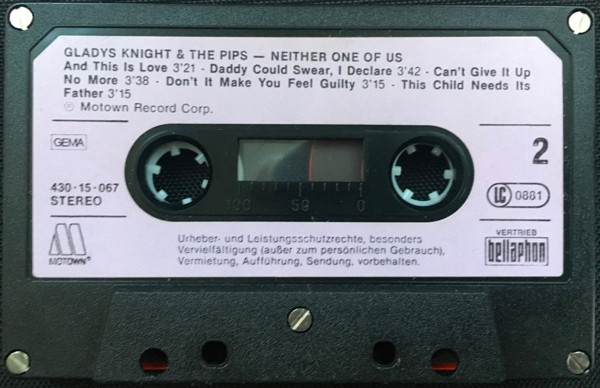 GLADYS KNIGHT & THE PIPS — NEITHER ONE OF US
And This Is Love 3'21 - Daddy Could Swear, I Declare 3'42 - Can't Give It Up
No More 3'38 - Don't It Make You Feel Guilty 3'15 - This Child Needs Its
Father 3'15
℗ Motown Record Corp.
GEMA
2
430·15·067
STEREO
100 50 0
LC 0881
MOTOWN®
Urheber- und Leistungsschutzrechte, besonders
Vervielfältigung (außer zum persönlichen Gebrauch),
Vermietung, Aufführung, Sendung, vorbehalten.
VERTRIEB
bellaphon